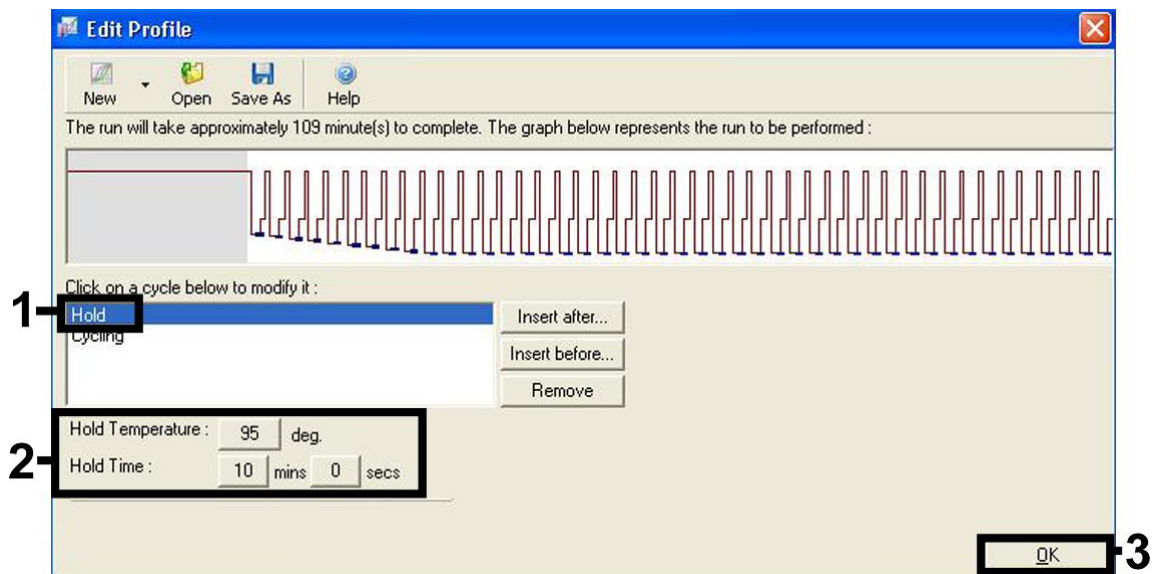 Edit Profile
New Open Save As Help
The run will take approximately 109 minute(s) to complete. The graph below represents the run to be performed :
Click on a cycle below to modify it :
1
Hold
Cycling
Insert after...
Insert before...
Remove
2
Hold Temperature : 95 deg.
Hold Time : 10 mins 0 secs
OK
3